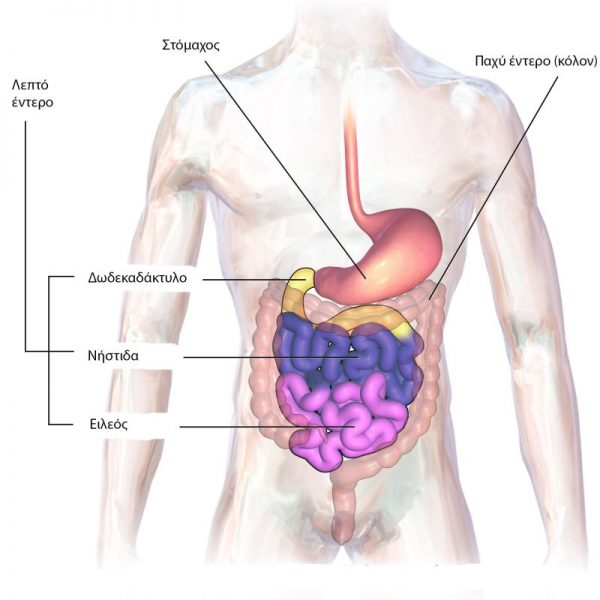 Στόμαχος
Παχύ έντερο (κόλον)
Λεπτό
έντερο
Δωδεκαδάκτυλο
Νήστιδα
Ειλεός